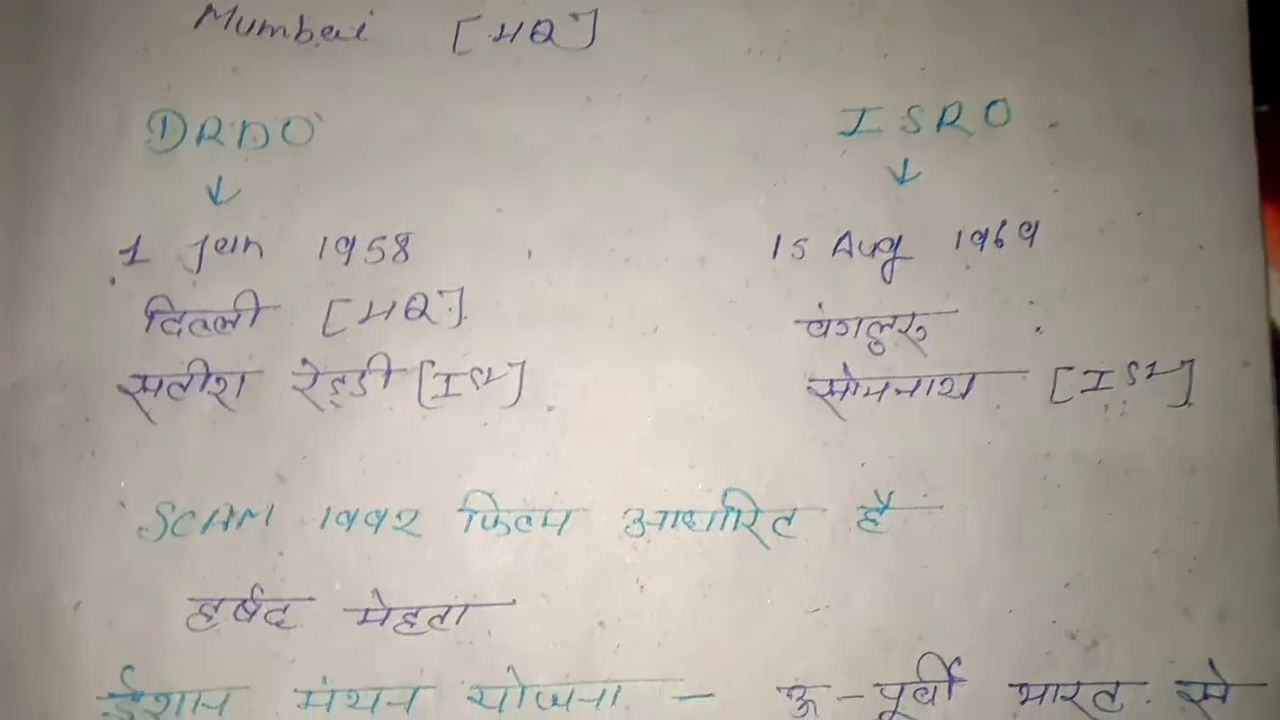 Mumbai [HQ]
DRDO ISRO
↓ ↓
1 Jan 1958 15 Aug 1969
दिल्ली [HQ] बंगलुरु
सतीश रेड्डी सोमनाथ
SCAM 1992 फिल्म आधारित है
हर्षद मेहता
ईशान मंथन योजना - ऊ-पूर्वी भारत से